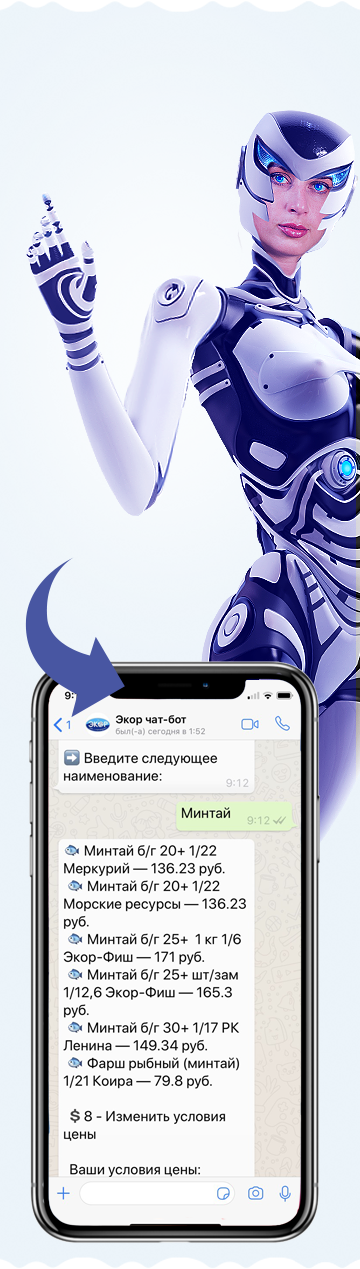 9:
1
ЭКОР
Экор чат-бот
был(-а) сегодня в 1:52
Введите следующее
наименование:
9:12
Минтай
9:12
Минтай б/г 20+ 1/22
Меркурий — 136.23 руб.
Минтай б/г 20+ 1/22
Морские ресурсы — 136.23
руб.
Минтай б/г 25+ 1 кг 1/6
Экор-Фиш — 171 руб.
Минтай б/г 25+ шт/зам
1/12,6 Экор-Фиш — 165.3
руб.
Минтай б/г 30+ 1/17 РК
Ленина — 149.34 руб.
Фарш рыбный (минтай)
1/21 Коира — 79.8 руб.
$ 8 - Изменить условия
цены
Ваши условия цены: